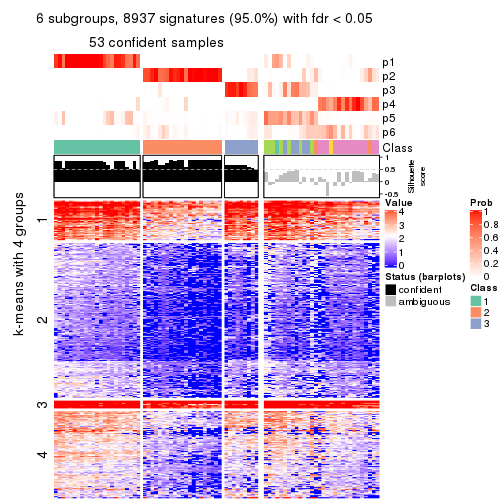 6 subgroups, 8937 signatures (95.0%) with fdr < 0.05
53 confident samples
p1
p2
p3
p4
p5
p6
Class
1
0.5
0
-0.5
Silhouette
score
k-means with 4 groups
1
2
3
4
Value
4
3
2
1
0
Status (barplots)
confident
ambiguous
Prob
1
0.8
0.6
0.4
0.2
0
Class
1
2
3